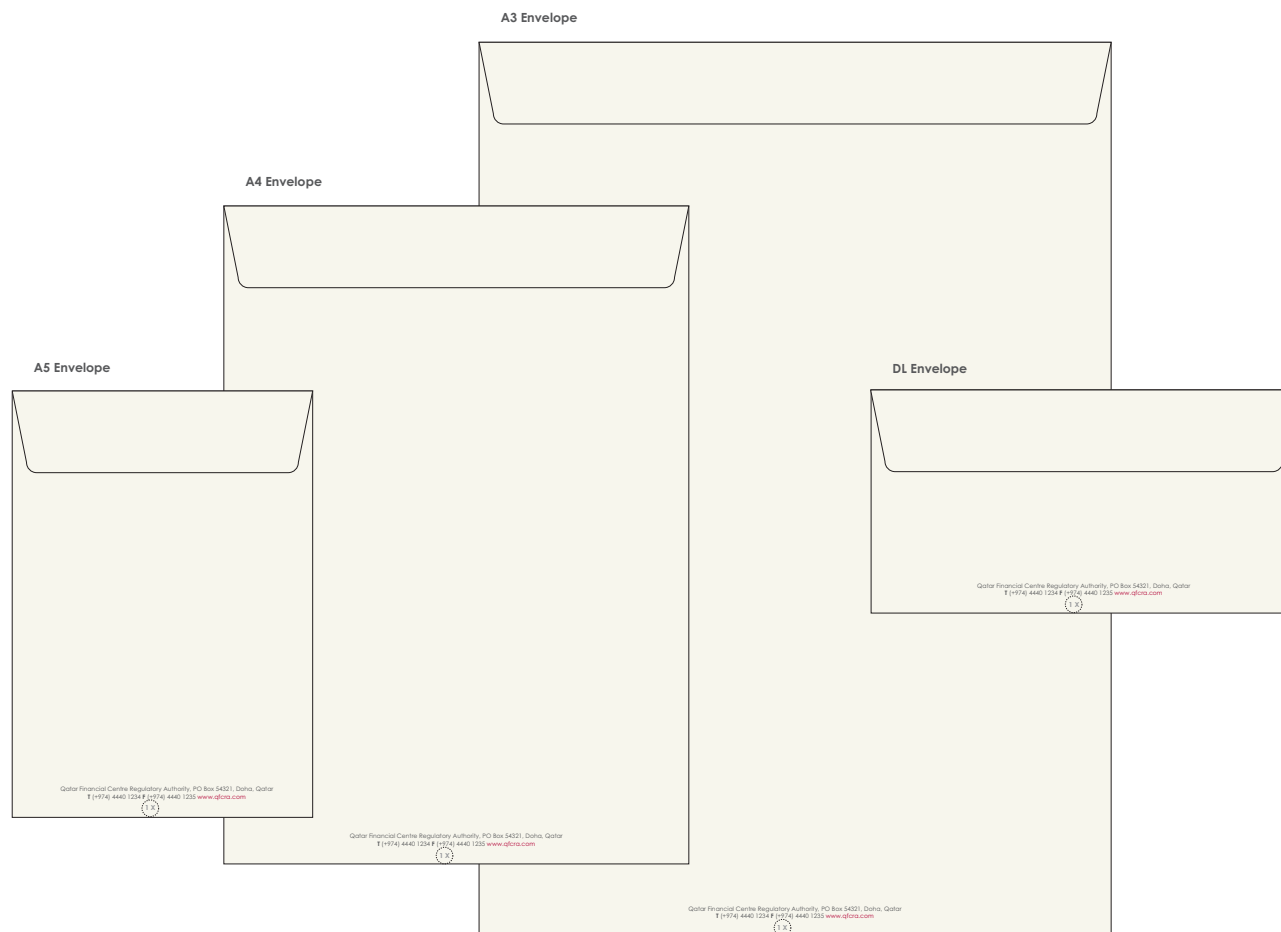 A3 Envelope
A4 Envelope
A5 Envelope
DL Envelope
Qatar Financial Centre Regulatory Authority, PO Box 54321, Doha, Qatar
T (+974) 4440 1234 F (+974) 4440 1235 www.qfcra.com
1 X
Qatar Financial Centre Regulatory Authority, PO Box 54321, Doha, Qatar
T (+974) 4440 1234 F (+974) 4440 1235 www.qfcra.com
1 X
Qatar Financial Centre Regulatory Authority, PO Box 54321, Doha, Qatar
T (+974) 4440 1234 F (+974) 4440 1235 www.qfcra.com
1 X
Qatar Financial Centre Regulatory Authority, PO Box 54321, Doha, Qatar
T (+974) 4440 1234 F (+974) 4440 1235 www.qfcra.com
1 X